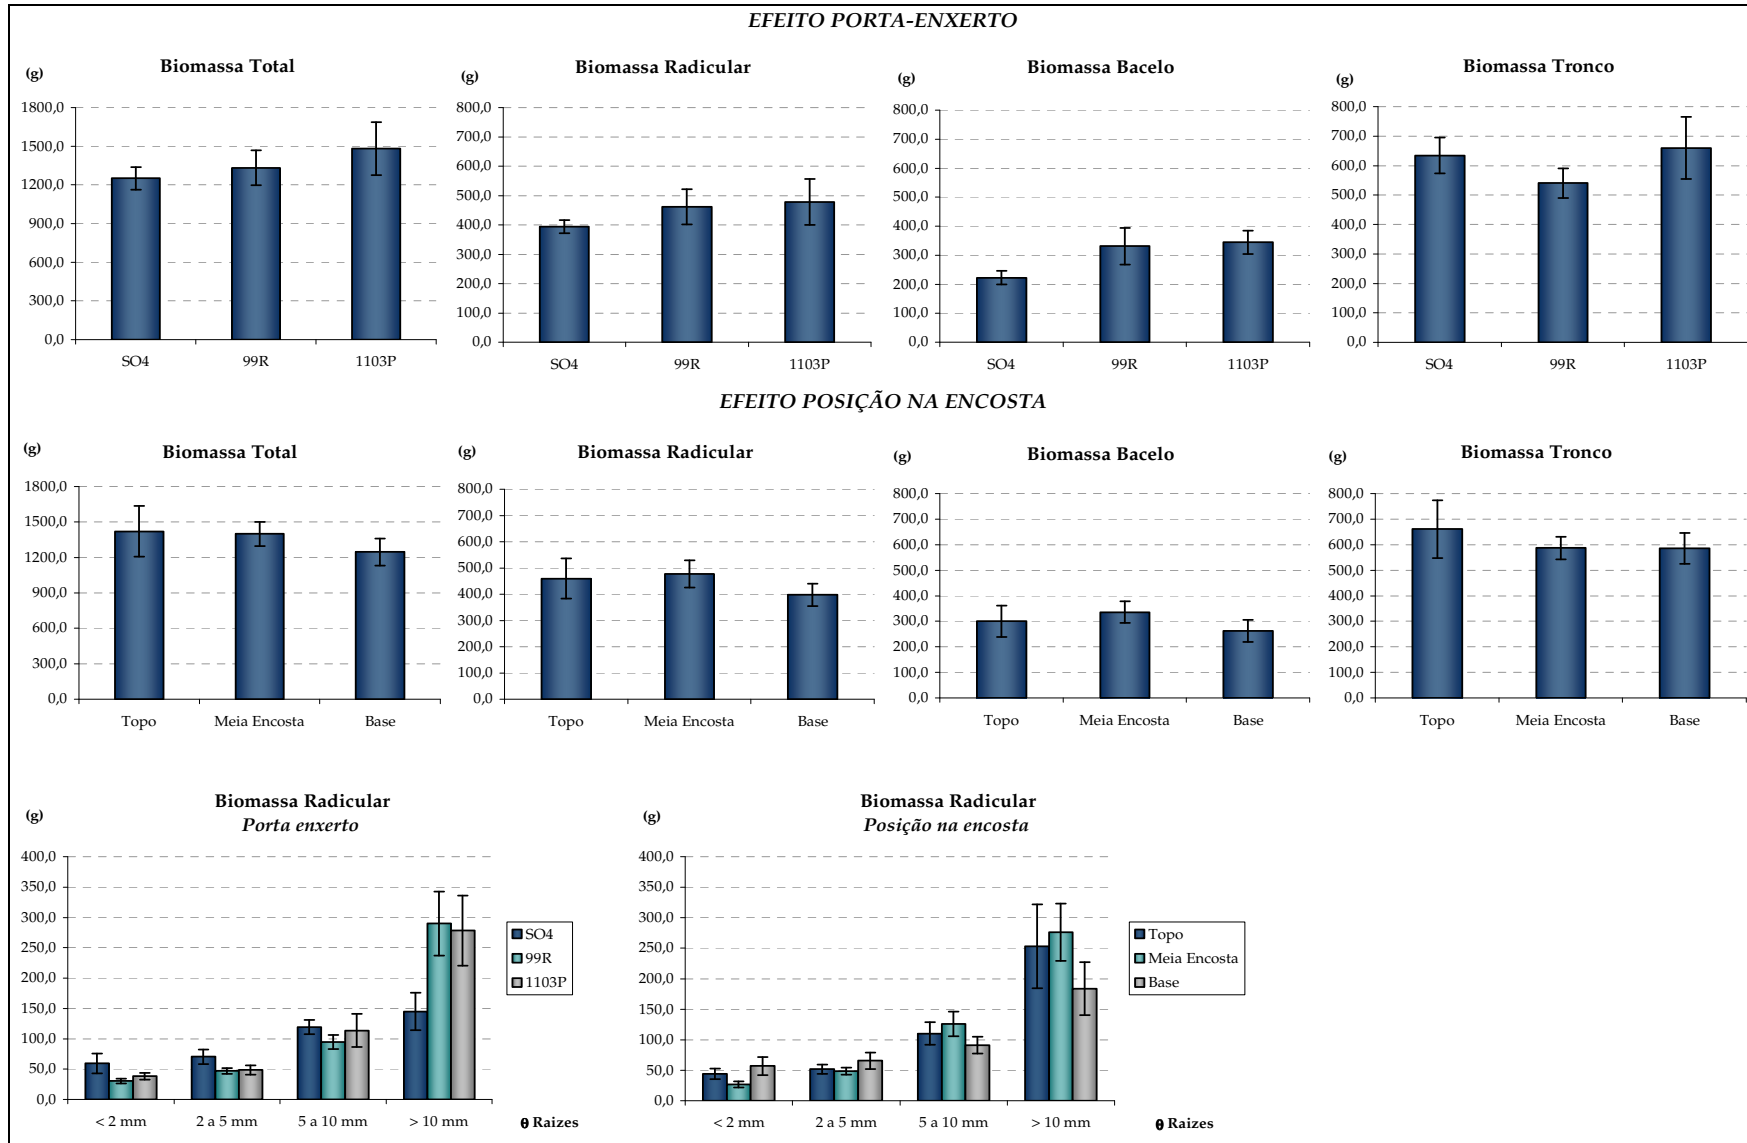 EFEITO PORTA-ENXERTO
Biomassa Total
(g)
1800,0
1500,0
1200,0
900,0
600,0
300,0
0,0
SO4 99R 1103P
Biomassa Radicular
(g)
800,0
700,0
600,0
500,0
400,0
300,0
200,0
100,0
0,0
SO4 99R 1103P
Biomassa Bacelo
(g)
800,0
700,0
600,0
500,0
400,0
300,0
200,0
100,0
0,0
SO4 99R 1103P
Biomassa Tronco
(g)
800,0
700,0
600,0
500,0
400,0
300,0
200,0
100,0
0,0
SO4 99R 1103P
EFEITO POSIÇÃO NA ENCOSTA
Biomassa Total
(g)
1800,0
1500,0
1200,0
900,0
600,0
300,0
0,0
Topo Meia Encosta Base
Biomassa Radicular
(g)
800,0
700,0
600,0
500,0
400,0
300,0
200,0
100,0
0,0
Topo Meia Encosta Base
Biomassa Bacelo
(g)
800,0
700,0
600,0
500,0
400,0
300,0
200,0
100,0
0,0
Topo Meia Encosta Base
Biomassa Tronco
(g)
800,0
700,0
600,0
500,0
400,0
300,0
200,0
100,0
0,0
Topo Meia Encosta Base
Biomassa Radicular
Porta enxerto
(g)
400,0
350,0
300,0
250,0
200,0
150,0
100,0
50,0
0,0
< 2 mm 2 a 5 mm 5 a 10 mm > 10 mm
θ Raizes
SO4
99R
1103P
Biomassa Radicular
Posição na encosta
(g)
400,0
350,0
300,0
250,0
200,0
150,0
100,0
50,0
0,0
< 2 mm 2 a 5 mm 5 a 10 mm > 10 mm
θ Raizes
Topo
Meia Encosta
Base